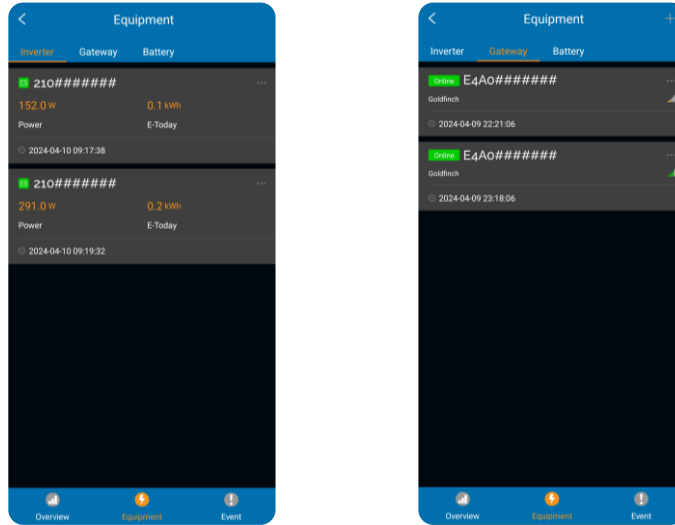 Equipment
Inverter Gateway Battery
210#######
152.0 W 0.1 kWh
Power E-Today
2024-04-10 09:17:38
210#######
291.0 W 0.2 kWh
Power E-Today
2024-04-10 09:19:32
Overview Equipment Event
Equipment
Inverter Gateway Battery
Online E4A0#######
Goldfinch
2024-04-09 22:21:06
Online E4A0#######
Goldfinch
2024-04-09 23:18:06
Overview Equipment Event